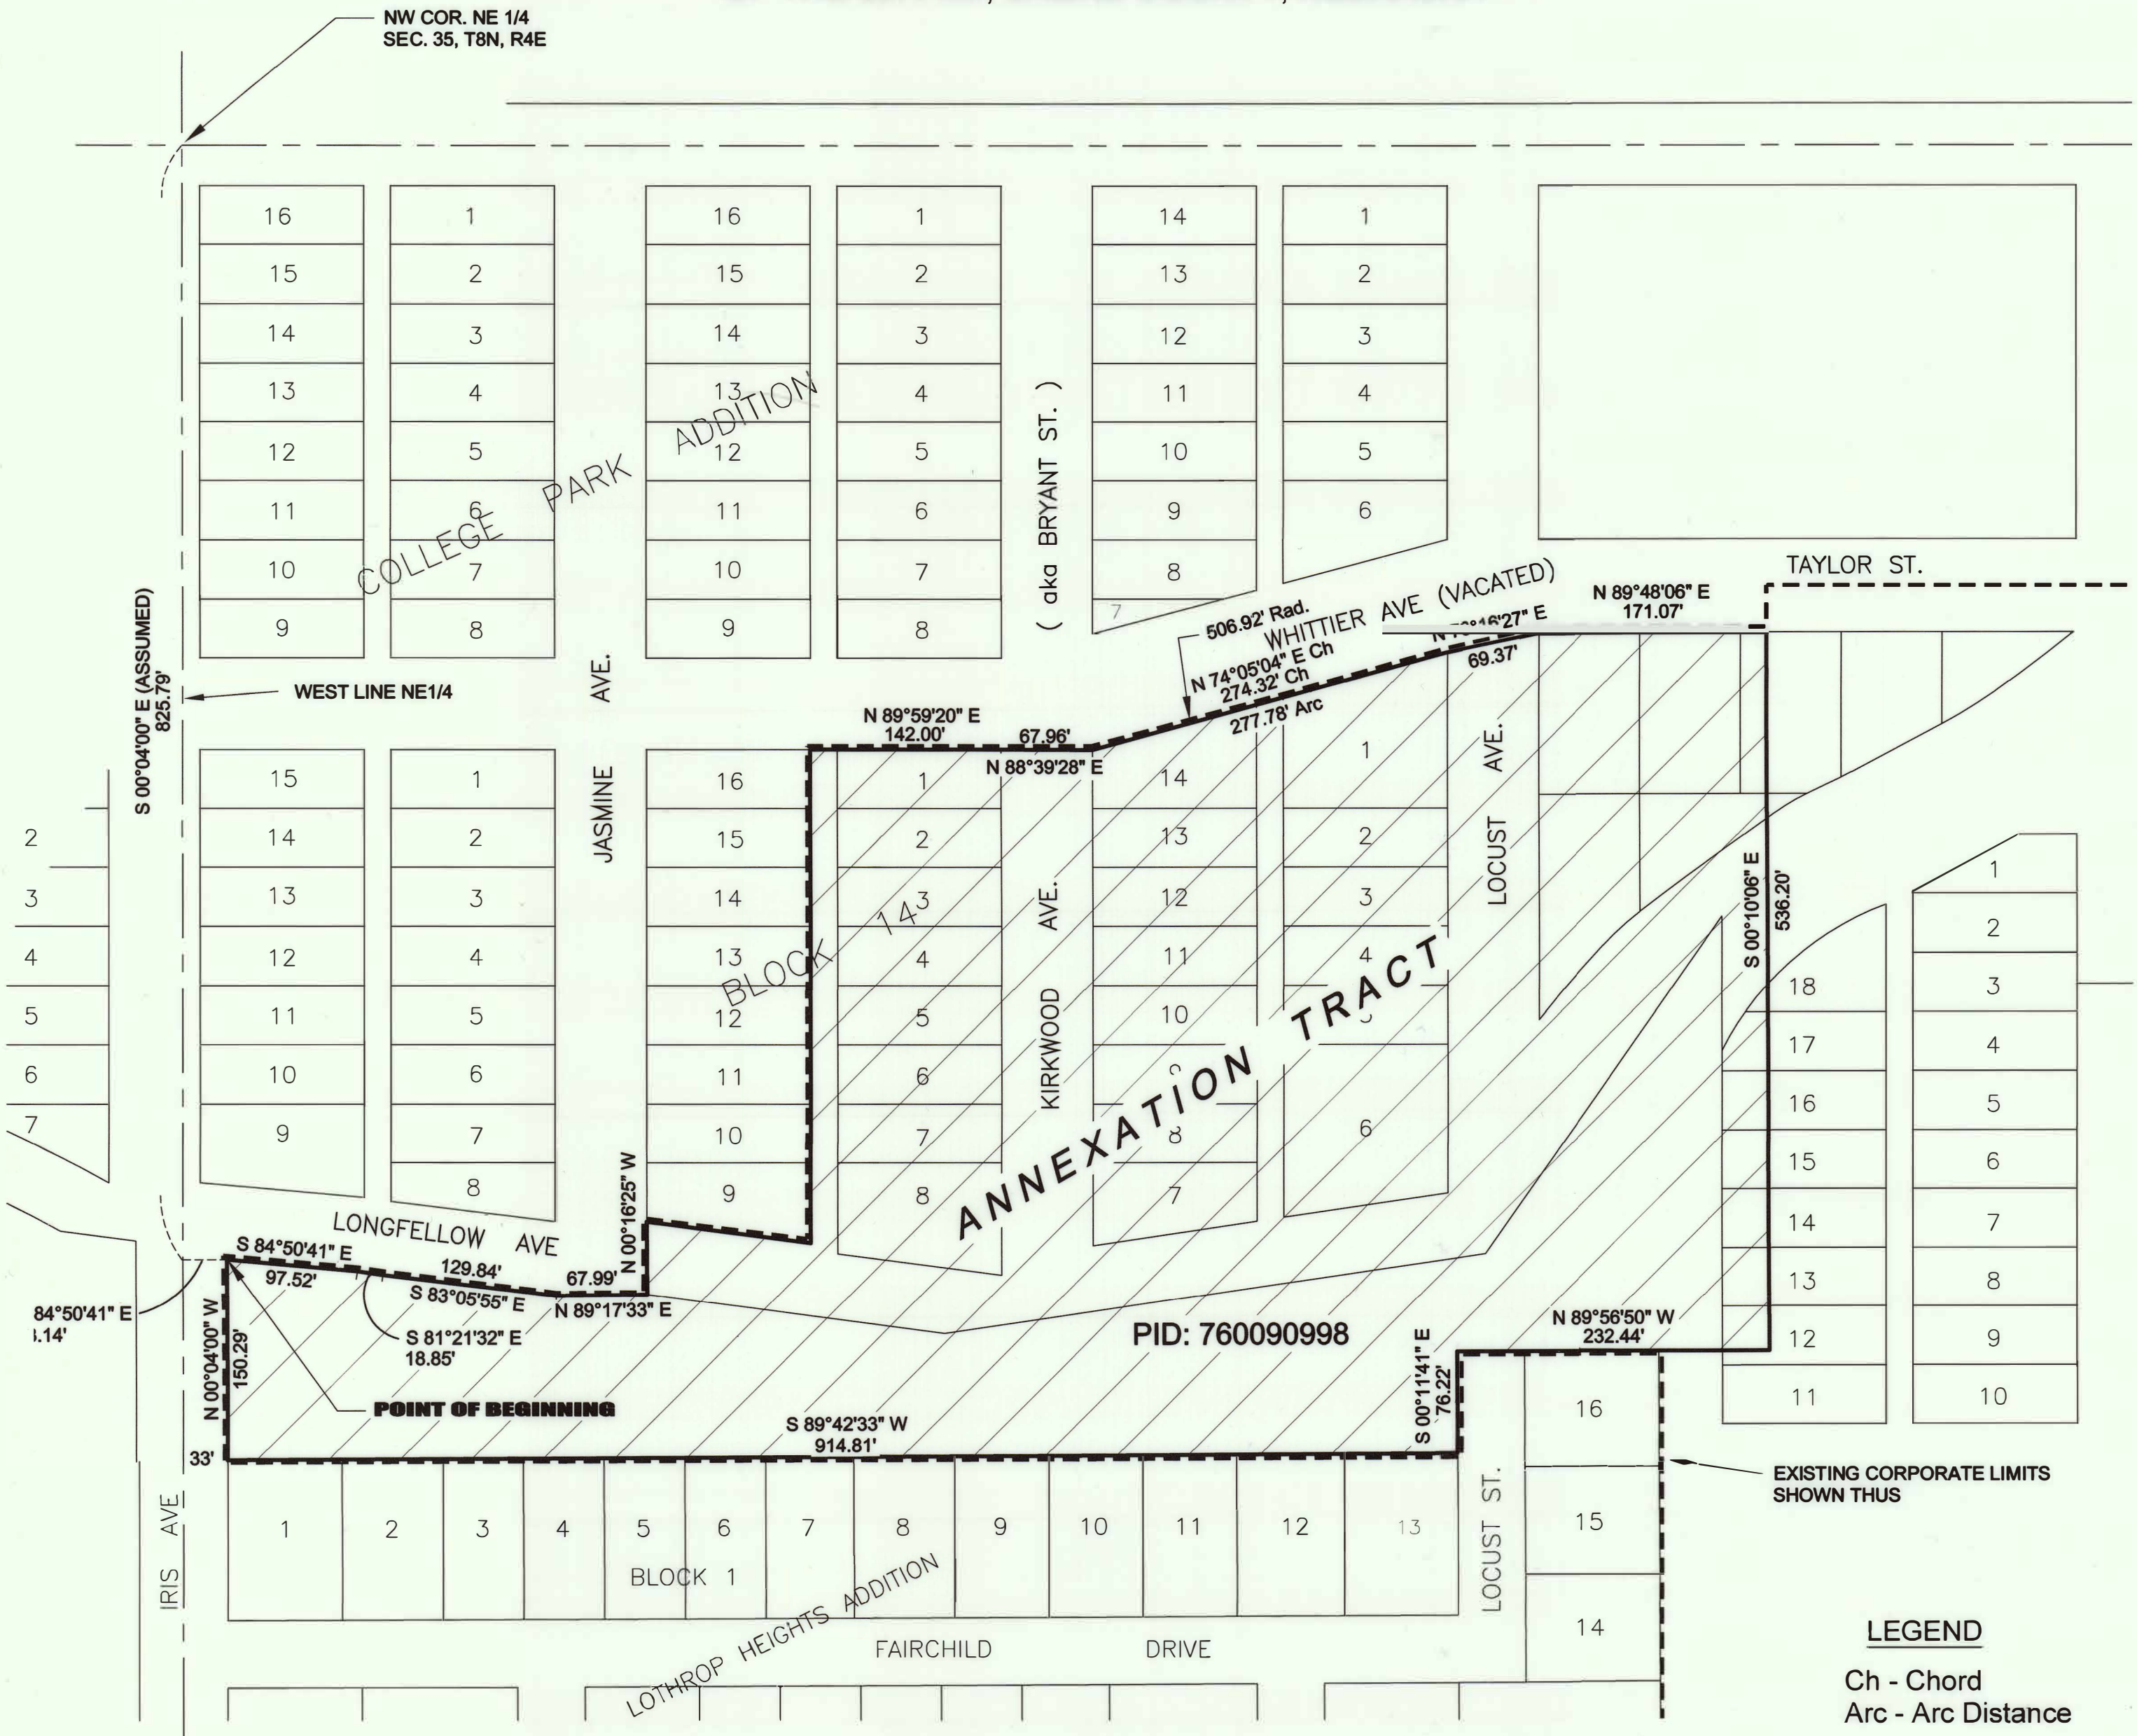 NW COR. NE 1/4
SEC. 35, T8N, R4E
16
1
16
1
14
1
15
2
15
2
13
2
14
3
14
3
12
3
13
4
13
4
11
4
12
5
12
5
10
5
11
6
11
6
9
6
10
7
10
7
8
9
8
9
8
7
COLLEGE PARK ADDITION
( aka BRYANT ST. )
TAYLOR ST.
WHITTIER AVE (VACATED)
N 89°48'06" E
171.07'
506.92' Rad.
16'27" E
69.37'
N 74°05'04" E Ch
274.32' Ch
277.78' Arc
S 00°04'00" E (ASSUMED)
825.79'
WEST LINE NE1/4
JASMINE AVE.
N 89°59'20" E
142.00'
67.96'
N 88°39'28" E
15
1
16
1
14
1
2
14
2
15
2
13
2
3
13
3
14
3
12
3
4
12
4
13
4
11
4
5
11
5
12
5
10
6
10
6
11
6
7
9
7
10
7
8
6
8
9
8
7
BLOCK 14
KIRKWOOD AVE.
LOCUST AVE.
ANNEXATION TRACT
S 00°10'06" E
536.20'
18
17
16
15
14
13
12
11
1
2
3
4
5
6
7
8
9
10
LONGFELLOW AVE
N 00°16'25" W
S 84°50'41" E
97.52'
129.84'
S 83°05'55" E
67.99'
N 89°17'33" E
S 81°21'32" E
18.85'
84°50'41" E
.14'
N 00°04'00" W
150.29'
POINT OF BEGINNING
PID: 760090998
N 89°56'50" W
232.44'
S 00°11'41" E
76.22'
S 89°42'33" W
914.81'
33'
16
15
14
EXISTING CORPORATE LIMITS
SHOWN THUS
IRIS AVE
1 2 3 4 5 6 7 8 9 10 11 12 13
BLOCK 1
LOTHROP HEIGHTS ADDITION
LOCUST ST.
FAIRCHILD DRIVE
LEGEND
Ch - Chord
Arc - Arc Distance